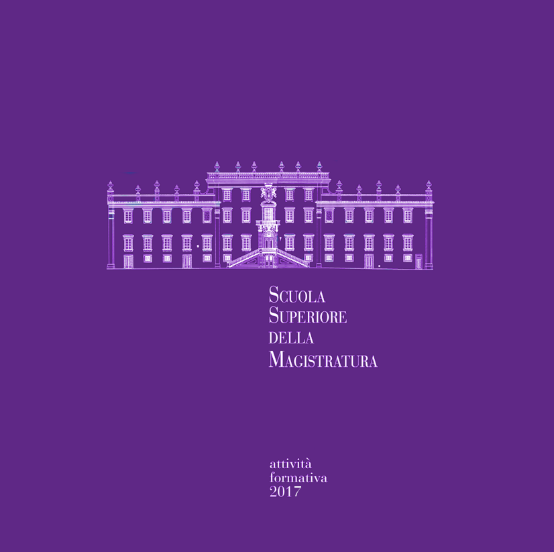 Scuola
Superiore
della
Magistratura
attività
formativa
2017